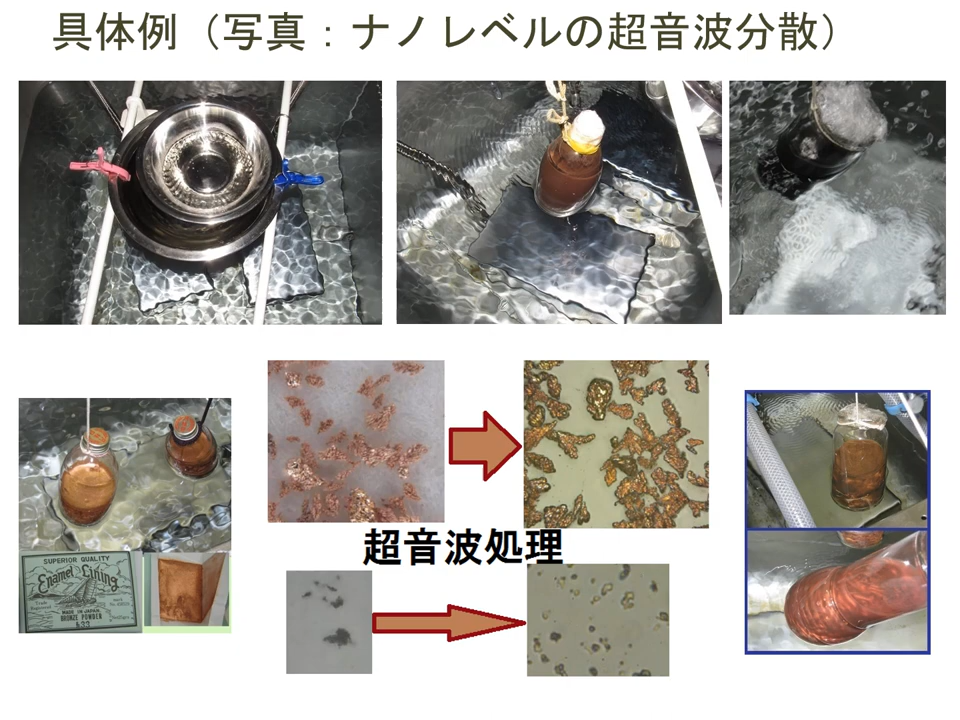 具体例（写真：ナノレベルの超音波分散）
超音波処理
SUPERIOR QUALITY
Enamel Lining
Trade
MADE IN JAPAN
BRONZE POWDER